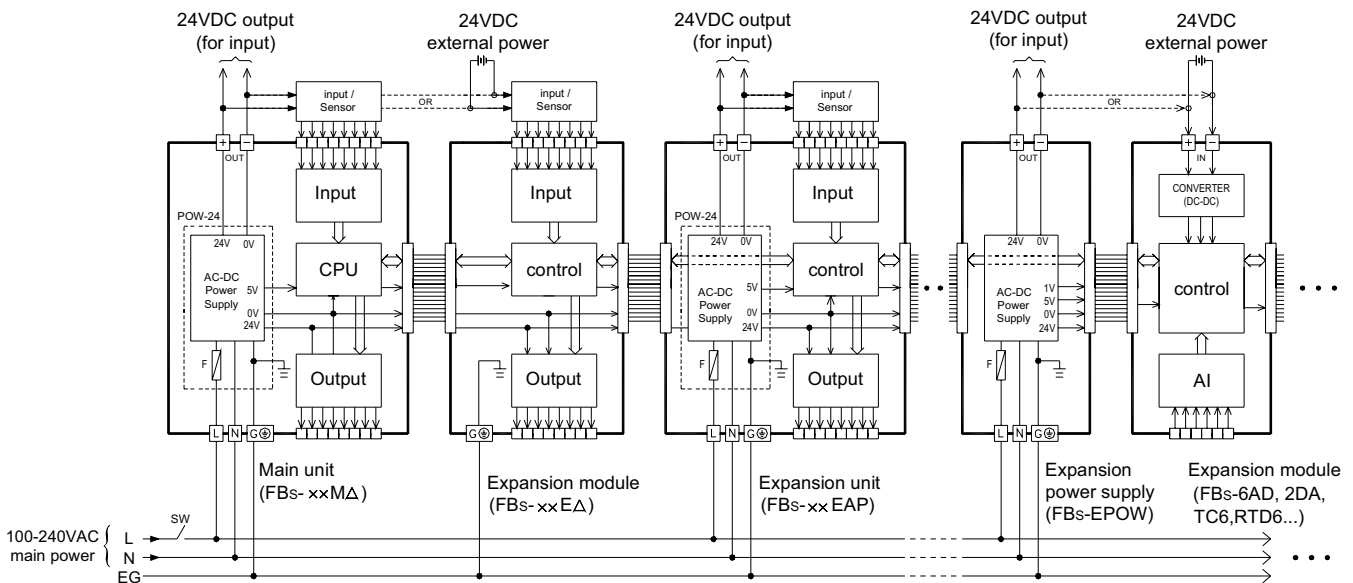 24VDC output
(for input)
24VDC
external power
24VDC output
(for input)
24VDC output
(for input)
24VDC
external power
input /
Sensor
OR
input /
Sensor
input /
Sensor
OR
+ −
OUT
+ −
OUT
+ −
OUT
+ −
IN
POW-24
24V 0V
AC-DC
Power
Supply
5V
0V
24V
F
Input
CPU
Output
L N G
Input
control
Output
G
POW-24
24V 0V
AC-DC
Power
Supply
5V
0V
24V
F
Input
control
Output
L N G
24V 0V
AC-DC
Power
Supply
1V
5V
0V
24V
F
L N G
CONVERTER
(DC-DC)
control
AI
Main unit
(FBs-××M∆)
Expansion module
(FBs-××E∆)
Expansion unit
(FBs-××EAP)
Expansion
power supply
(FBs-EPOW)
Expansion module
(FBs-6AD, 2DA,
TC6,RTD6...)
100-240VAC
main power
L
SW
N
EG